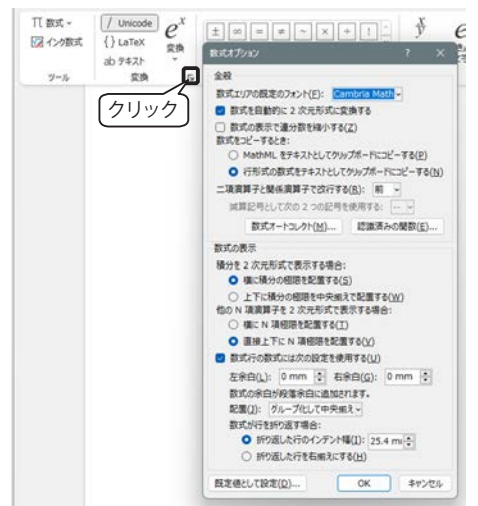 数式
インク数式
Unicode
LaTeX
ab テキスト
変換
ツール
変換
クリック
数式オプション
全般
数式エリアの既定のフォント(F): Cambria Math
数式を自動的に 2 次元形式に変換する
数式の表示で連分数を縮小する(Z)
数式をコピーするとき:
MathML をテキストとしてクリップボードにコピーする(P)
行形式の数式をテキストとしてクリップボードにコピーする(N)
二項演算子と関係演算子で改行する(B): 前
減算記号として次の 2 つの記号を使用する: --
数式オートコレクト(M)... 認識済みの関数(E)...
数式の表示
積分を 2 次元形式で表示する場合:
横に積分の極限を配置する(S)
上下に積分の極限を中央揃えで配置する(W)
他の N 項演算子を 2 次元形式で表示する場合:
横に N 項極限を配置する(T)
直接上下に N 項極限を配置する(V)
数式行の数式には次の設定を使用する(U)
左余白(L): 0 mm 右余白(G): 0 mm
数式の余白が段落余白に追加されます。
配置(J): グループ化して中央揃え
数式が行を折り返す場合:
折り返した行のインデント幅(I): 25.4 mi
折り返した行を右揃えにする(H)
既定値として設定(D)... OK キャンセル